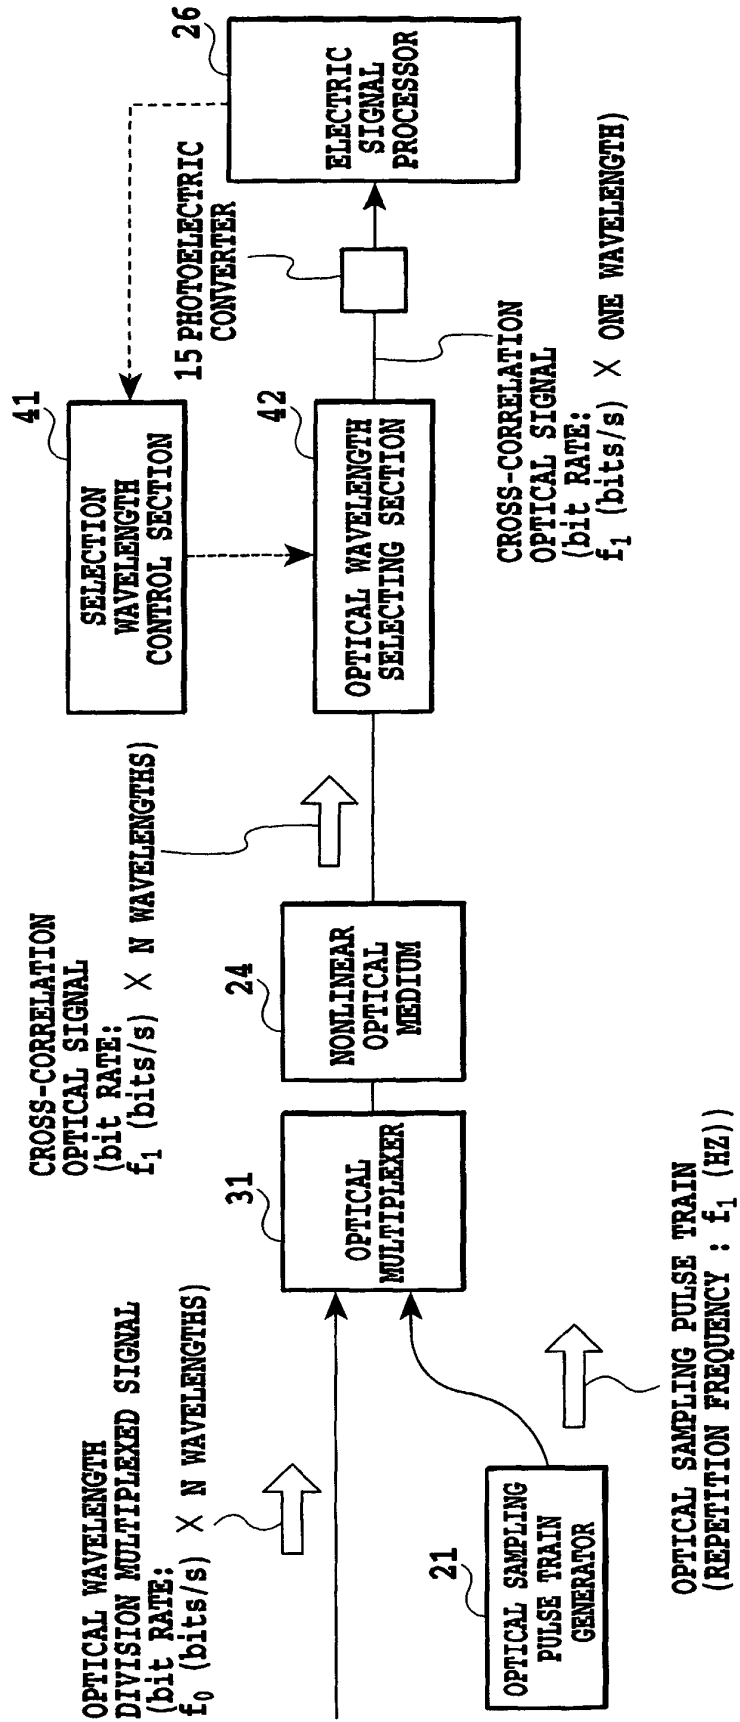 OPTICAL WAVELENGTH
DIVISION MULTIPLEXED SIGNAL
(bit RATE:
f0 (bits/s) × N WAVELENGTHS)
21
OPTICAL SAMPLING
PULSE TRAIN
GENERATOR
OPTICAL SAMPLING PULSE TRAIN
(REPETITION FREQUENCY : f1 (HZ))
31
OPTICAL
MULTIPLEXER
24
NONLINEAR
OPTICAL
MEDIUM
CROSS-CORRELATION
OPTICAL SIGNAL
(bit RATE:
f1 (bits/s) × N WAVELENGTHS)
41
SELECTION
WAVELENGTH
CONTROL SECTION
42
OPTICAL WAVELENGTH
SELECTING SECTION
CROSS-CORRELATION
OPTICAL SIGNAL
(bit RATE:
f1 (bits/s) × ONE WAVELENGTH)
15 PHOTOELECTRIC
CONVERTER
26
ELECTRIC
SIGNAL
PROCESSOR